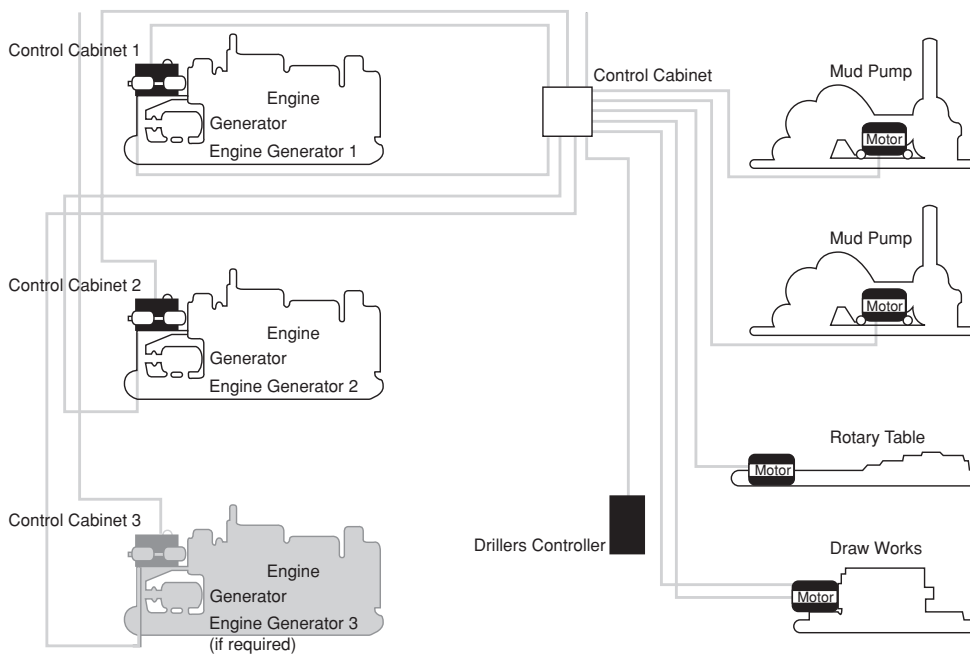 Control Cabinet 1
Engine
Generator
Engine Generator 1
Control Cabinet
Mud Pump
Motor
Mud Pump
Motor
Control Cabinet 2
Engine
Generator
Engine Generator 2
Rotary Table
Motor
Control Cabinet 3
Engine
Generator
Engine Generator 3
(if required)
Drillers Controller
Draw Works
Motor